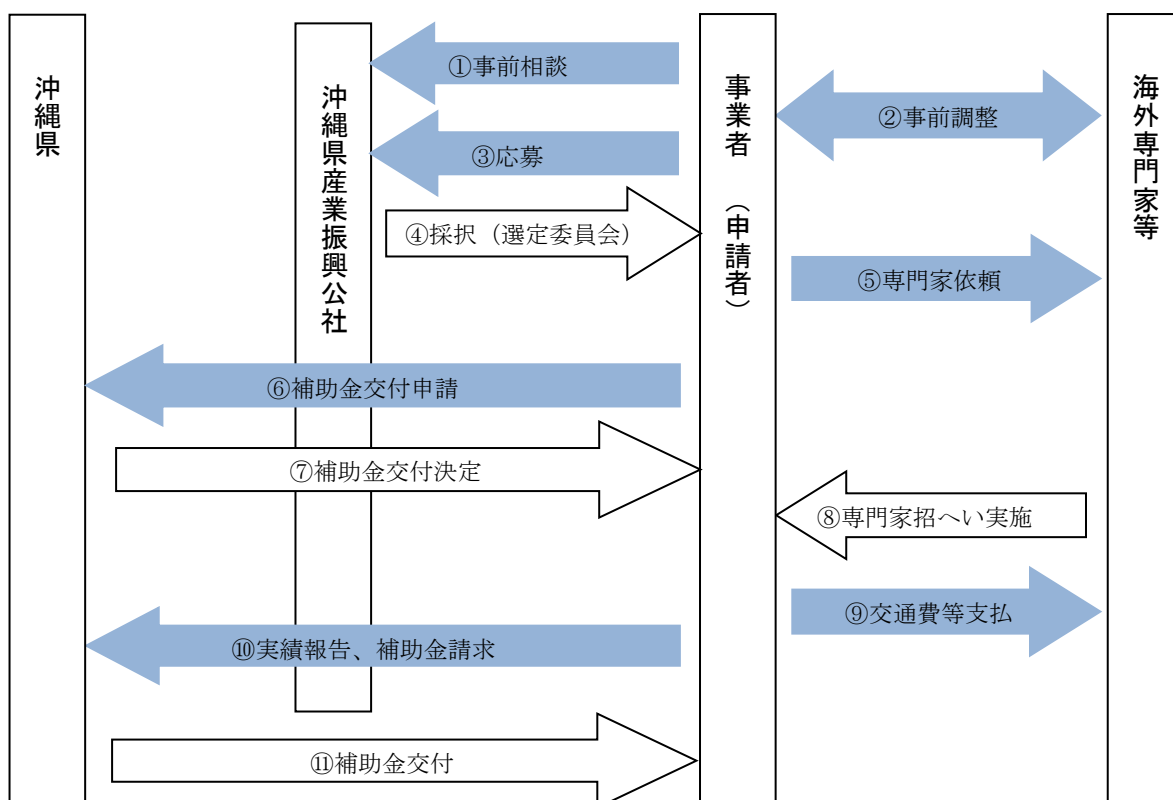 沖縄県
沖縄県産業振興公社
事業者（申請者）
海外専門家等
①事前相談
②事前調整
③応募
④採択（選定委員会）
⑤専門家依頼
⑥補助金交付申請
⑦補助金交付決定
⑧専門家招へい実施
⑨交通費等支払
⑩実績報告、補助金請求
⑪補助金交付